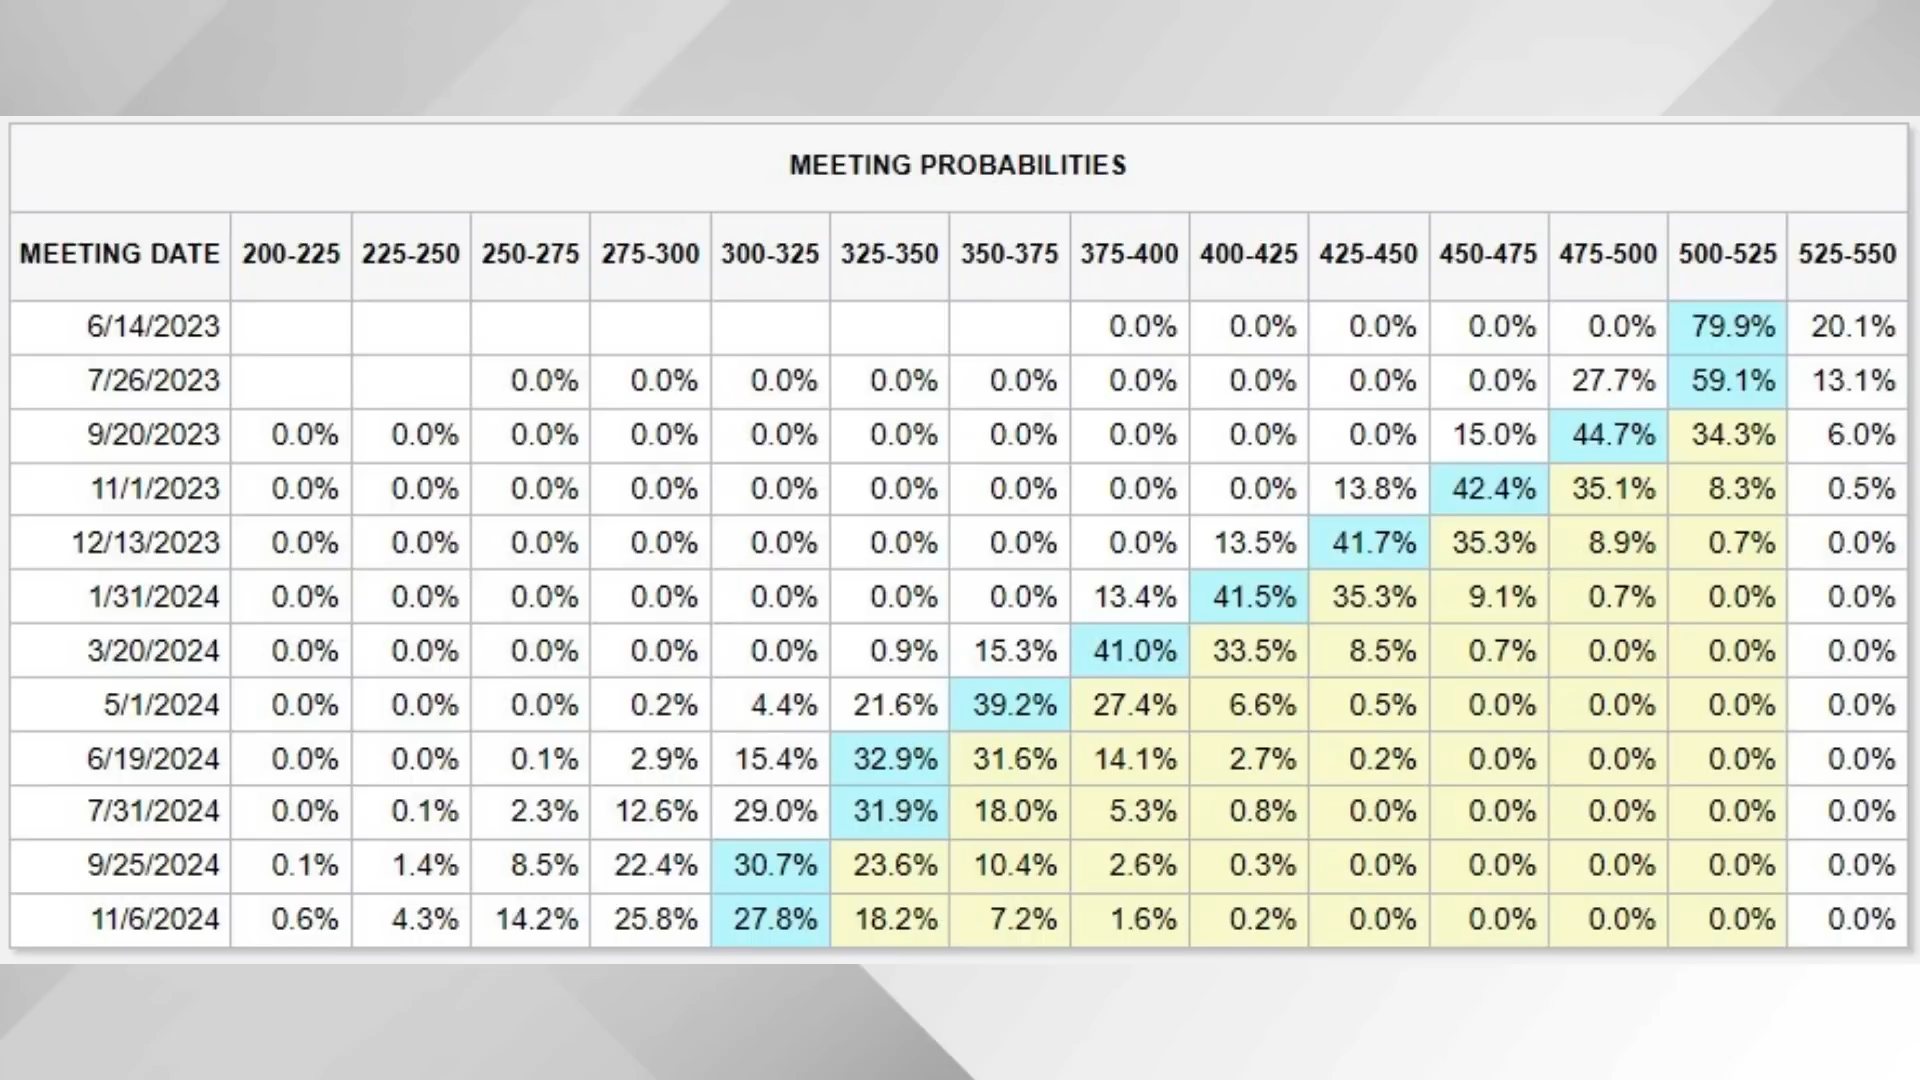 MEETING PROBABILITIES
MEETING DATE 200-225 225-250 250-275 275-300 300-325 325-350 350-375 375-400 400-425 425-450 450-475 475-500 500-525 525-550
6/14/2023 0.0% 0.0% 0.0% 0.0% 0.0% 79.9% 20.1%
7/26/2023 0.0% 0.0% 0.0% 0.0% 0.0% 0.0% 0.0% 0.0% 0.0% 27.7% 59.1% 13.1%
9/20/2023 0.0% 0.0% 0.0% 0.0% 0.0% 0.0% 0.0% 0.0% 0.0% 0.0% 15.0% 44.7% 34.3% 6.0%
11/1/2023 0.0% 0.0% 0.0% 0.0% 0.0% 0.0% 0.0% 0.0% 0.0% 13.8% 42.4% 35.1% 8.3% 0.5%
12/13/2023 0.0% 0.0% 0.0% 0.0% 0.0% 0.0% 0.0% 0.0% 13.5% 41.7% 35.3% 8.9% 0.7% 0.0%
1/31/2024 0.0% 0.0% 0.0% 0.0% 0.0% 0.0% 0.0% 13.4% 41.5% 35.3% 9.1% 0.7% 0.0% 0.0%
3/20/2024 0.0% 0.0% 0.0% 0.0% 0.0% 0.9% 15.3% 41.0% 33.5% 8.5% 0.7% 0.0% 0.0% 0.0%
5/1/2024 0.0% 0.0% 0.0% 0.2% 4.4% 21.6% 39.2% 27.4% 6.6% 0.5% 0.0% 0.0% 0.0% 0.0%
6/19/2024 0.0% 0.0% 0.1% 2.9% 15.4% 32.9% 31.6% 14.1% 2.7% 0.2% 0.0% 0.0% 0.0% 0.0%
7/31/2024 0.0% 0.1% 2.3% 12.6% 29.0% 31.9% 18.0% 5.3% 0.8% 0.0% 0.0% 0.0% 0.0% 0.0%
9/25/2024 0.1% 1.4% 8.5% 22.4% 30.7% 23.6% 10.4% 2.6% 0.3% 0.0% 0.0% 0.0% 0.0% 0.0%
11/6/2024 0.6% 4.3% 14.2% 25.8% 27.8% 18.2% 7.2% 1.6% 0.2% 0.0% 0.0% 0.0% 0.0% 0.0%